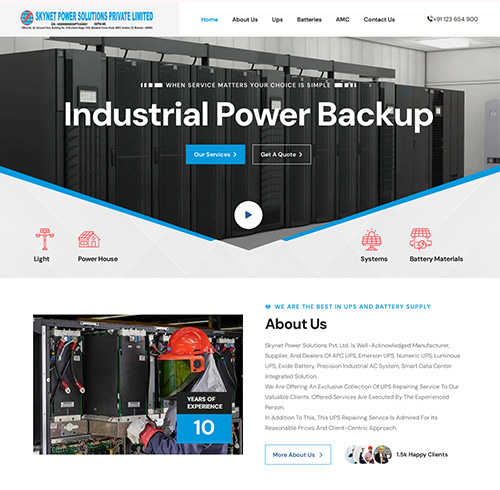 SKYNET POWER SOLUTIONS PRIVATE LIMITED
Home About Us Ups Batteries AMC Contact Us +91 123 654 900
WHEN SERVICE MATTERS YOUR CHOICE IS SIMPLE
Industrial Power Backup
Our Services > Get A Quote >
Light Power House Systems Battery Materials
WE ARE THE BEST IN UPS AND BATTERY SUPPLY
About Us
Skynet Power Solutions Pvt. Ltd. Is Well-Acknowledged Manufacturer,
Supplier, And Dealers Of APC UPS, Emerson UPS, Numeric UPS, Luminous
UPS, Exide Battery, Precision Industrial AC System, Smart Data Center
Integrated Solution.
We Are Offering An Exclusive Collection Of UPS Repairing Service To Our
Valuable Clients. Offered Services Are Executed By The Experienced
Person.
In Addition To This, This UPS Repairing Service Is Admired For Its
Reasonable Prices And Client-Centric Approach.
YEARS OF
EXPERIENCE
10
More About Us > 1.5k Happy Clients